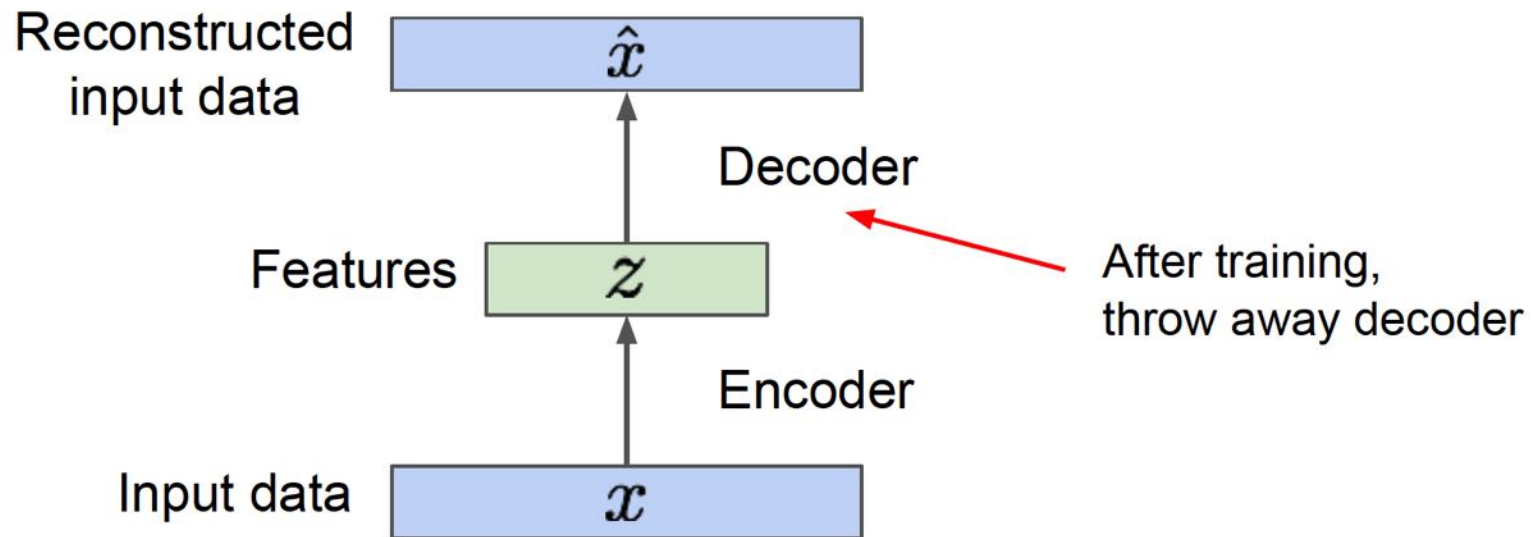 Reconstructed
input data
x̂
Decoder
Features
z
After training,
throw away decoder
Encoder
Input data
x